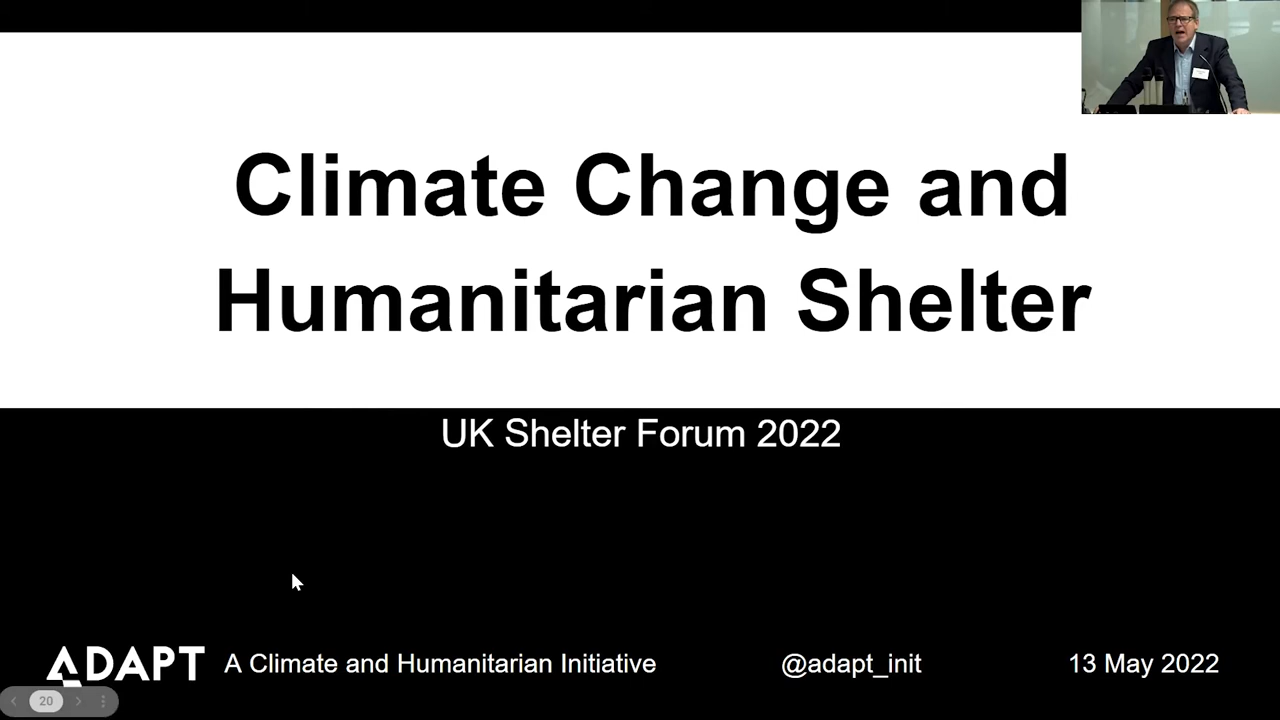 Climate Change and
Humanitarian Shelter
UK Shelter Forum 2022
ADAPT A Climate and Humanitarian Initiative @adapt_init 13 May 2022
20